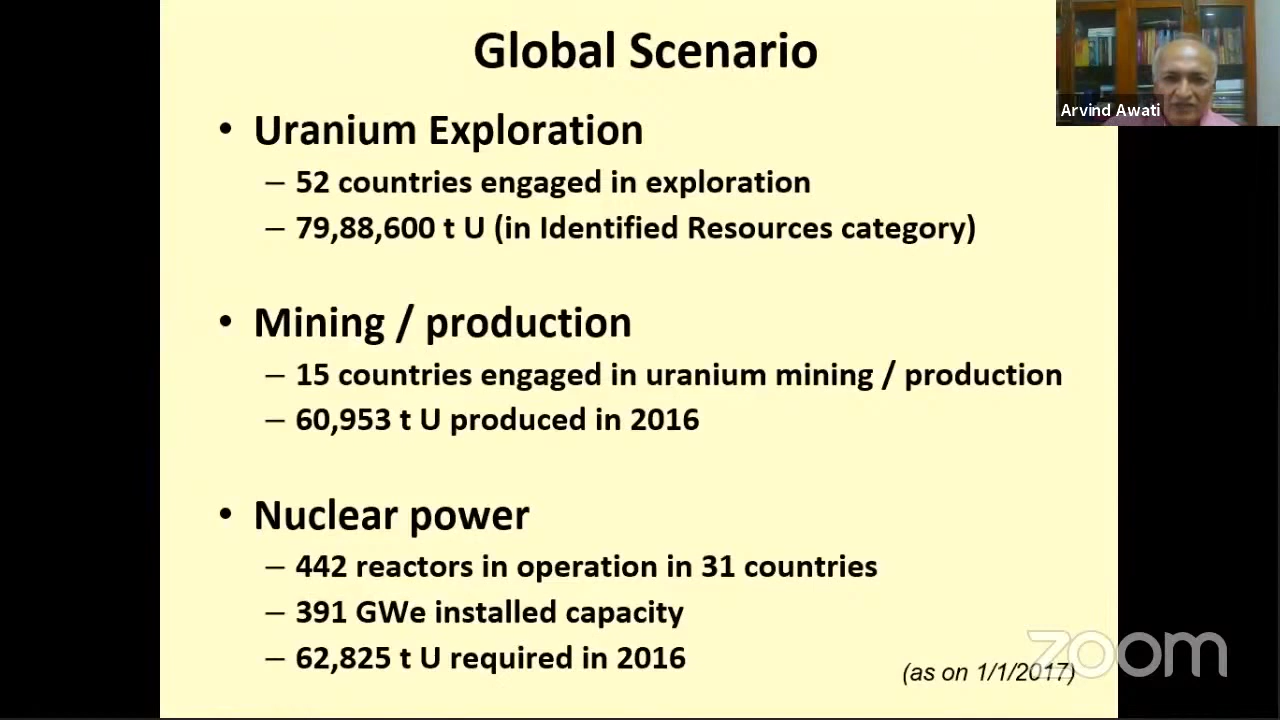 Global Scenario
• Uranium Exploration
– 52 countries engaged in exploration
– 79,88,600 t U (in Identified Resources category)
• Mining / production
– 15 countries engaged in uranium mining / production
– 60,953 t U produced in 2016
• Nuclear power
– 442 reactors in operation in 31 countries
– 391 GWe installed capacity
– 62,825 t U required in 2016
(as on 1/1/2017)
Arvind Awati
zoom